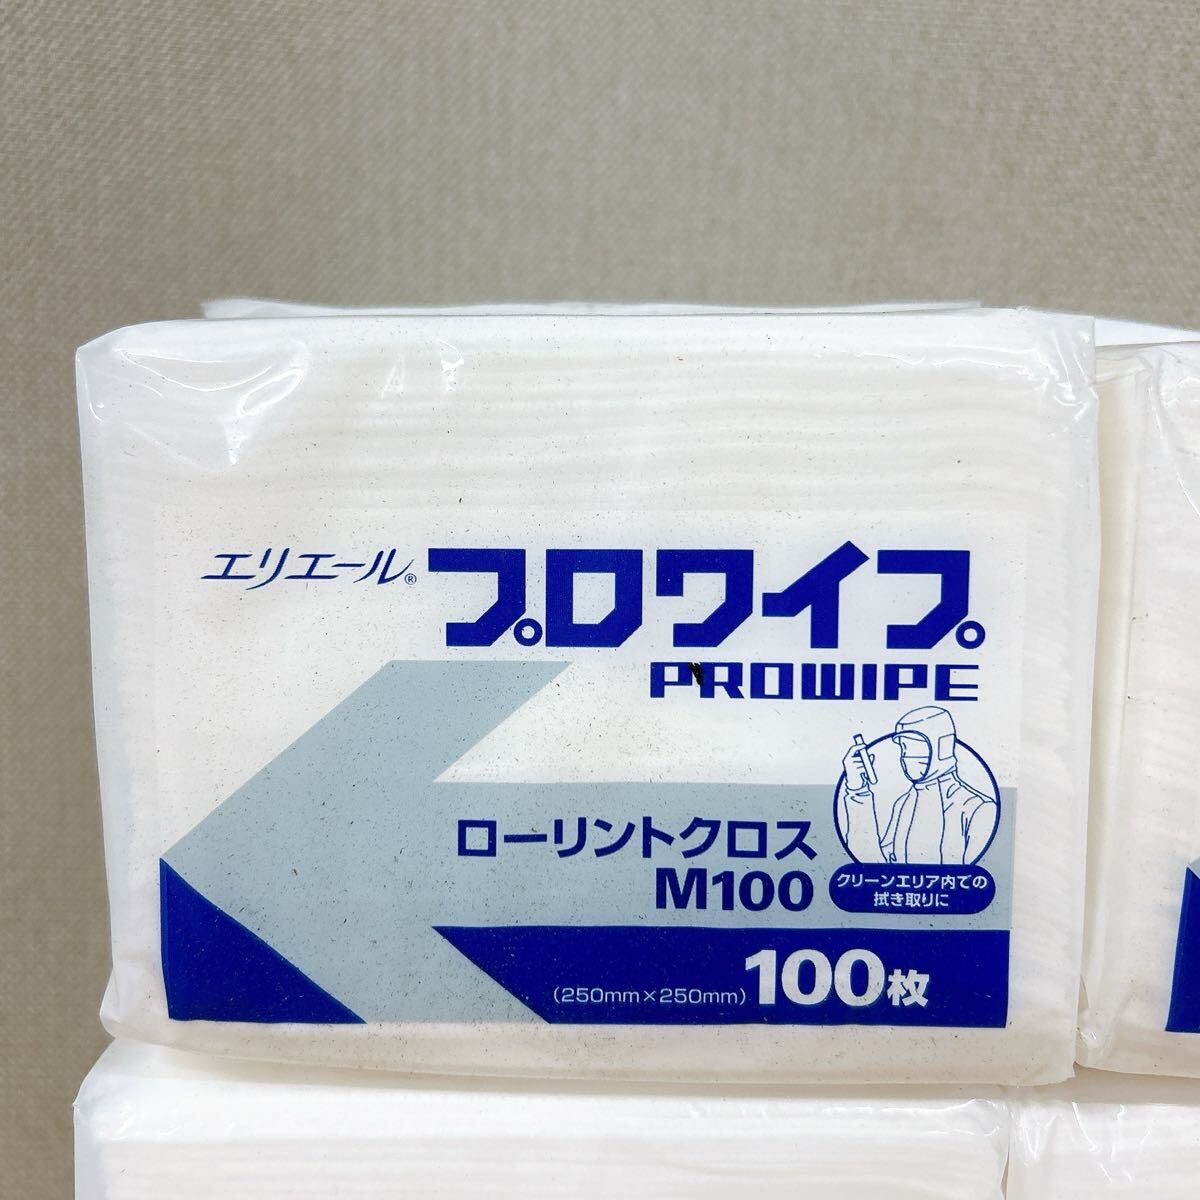 エリエール® プロワイプ
PROWIPE
ローリントクロス
M100
クリーンエリア内での
拭き取りに
(250mm×250mm) 100枚